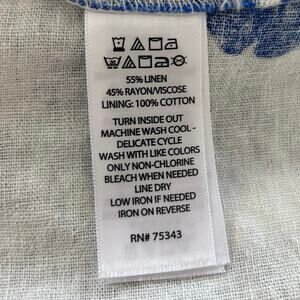 55% LINEN
45% RAYON/VISCOSE
LINING: 100% COTTON
TURN INSIDE OUT
MACHINE WASH COOL -
DELICATE CYCLE
WASH WITH LIKE COLORS
ONLY NON-CHLORINE
BLEACH WHEN NEEDED
LINE DRY
LOW IRON IF NEEDED
IRON ON REVERSE
RN# 75343